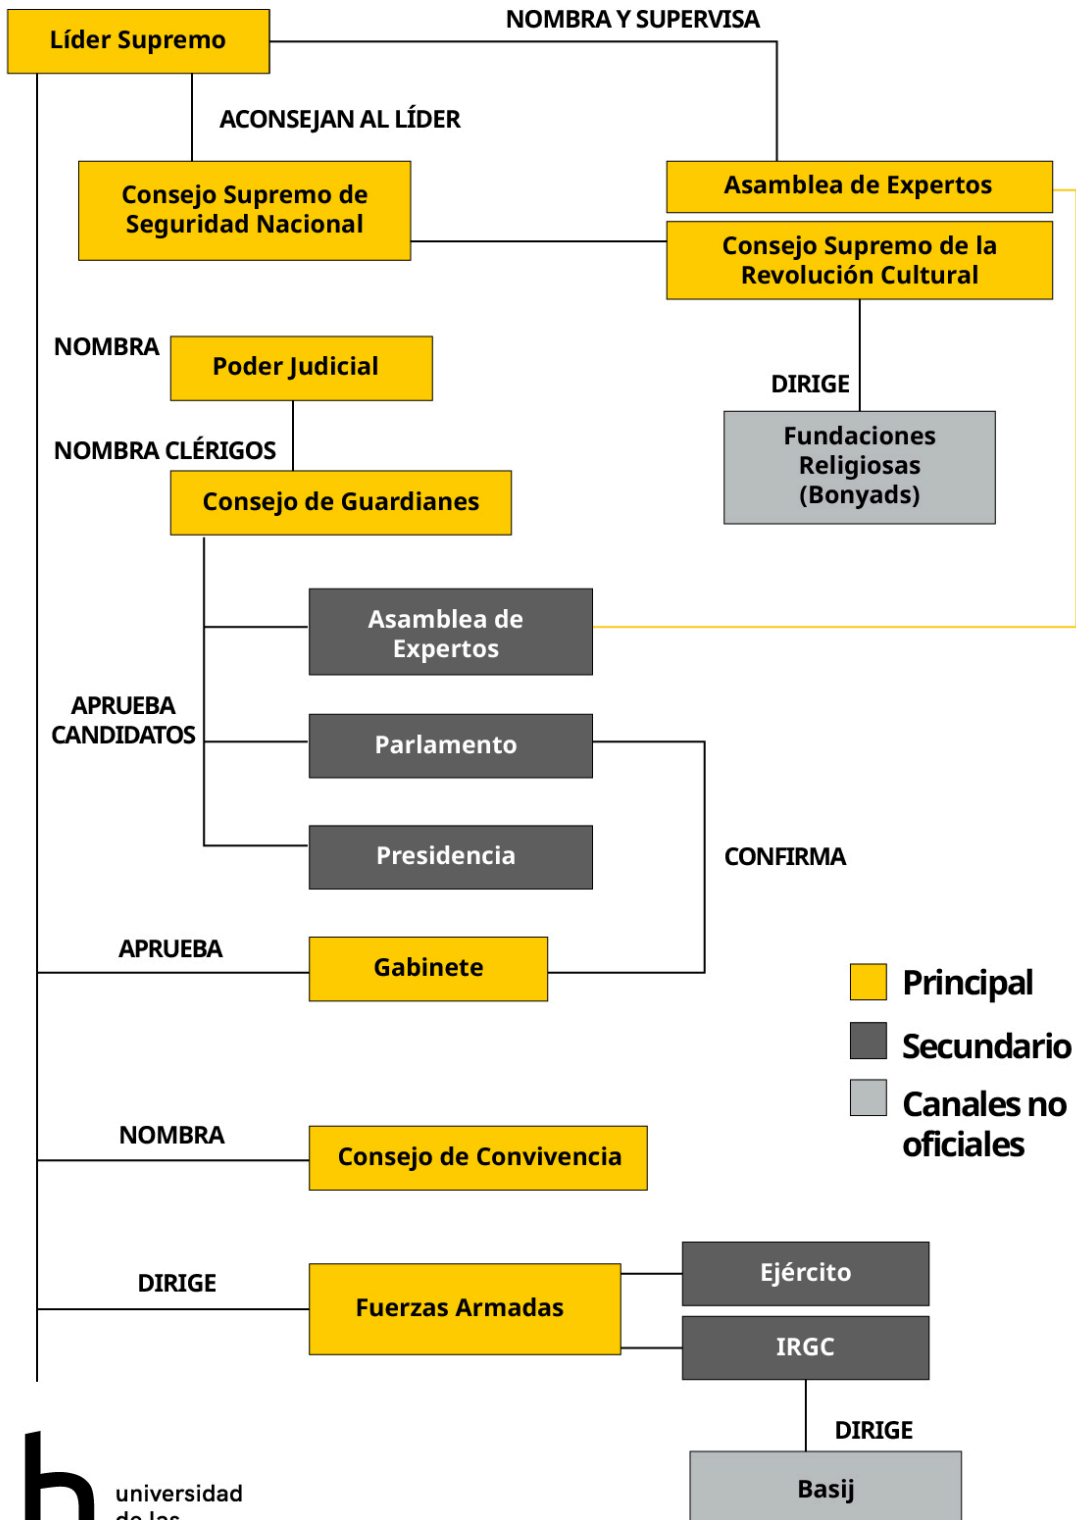 NOMBRA Y SUPERVISA
Líder Supremo
ACONSEJAN AL LÍDER
Consejo Supremo de
Seguridad Nacional
Asamblea de Expertos
Consejo Supremo de la
Revolución Cultural
NOMBRA
Poder Judicial
DIRIGE
NOMBRA CLÉRIGOS
Fundaciones
Religiosas
(Bonyads)
Consejo de Guardianes
Asamblea de
Expertos
APRUEBA
CANDIDATOS
Parlamento
Presidencia
CONFIRMA
APRUEBA
Gabinete
Principal
Secundario
Canales no
oficiales
NOMBRA
Consejo de Convivencia
DIRIGE
Fuerzas Armadas
Ejército
IRGC
DIRIGE
Basij
universidad
de las